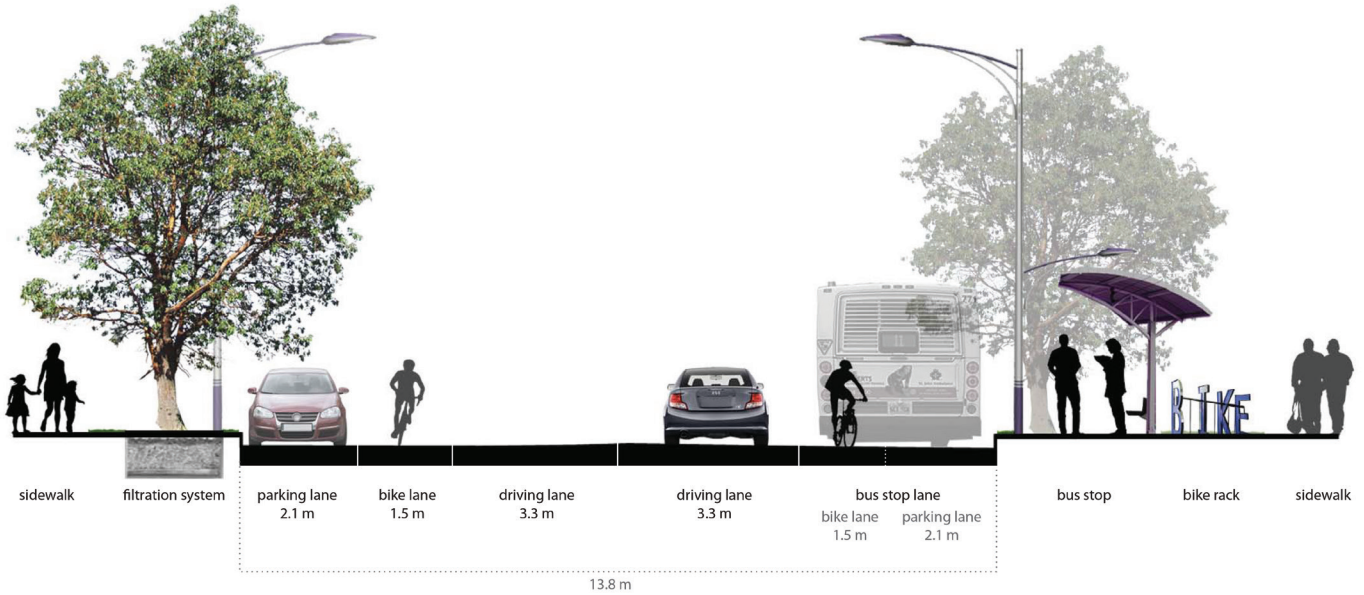 sidewalk
filtration system
parking lane
2.1 m
bike lane
1.5 m
driving lane
3.3 m
driving lane
3.3 m
bus stop lane
bike lane
1.5 m
parking lane
2.1 m
bus stop
bike rack
sidewalk
13.8 m
BIKE
11